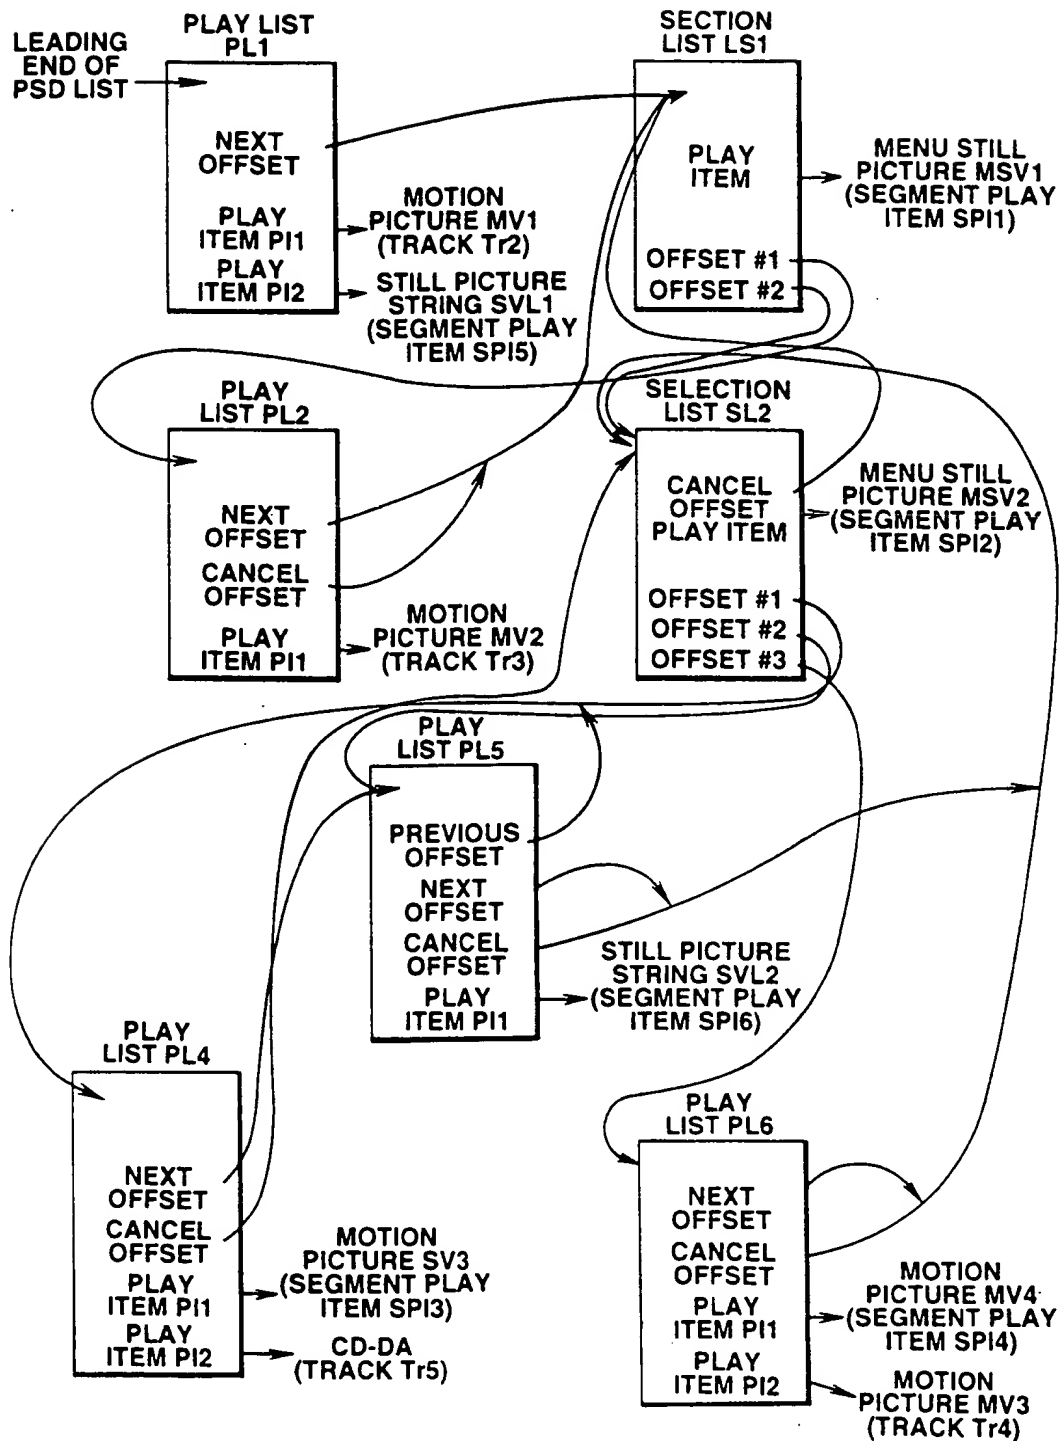 PLAY LIST
PL1
LEADING
END OF
PSD LIST
NEXT
OFFSET
PLAY
ITEM PI1
PLAY
ITEM PI2
MOTION
PICTURE MV1
(TRACK Tr2)
STILL PICTURE
STRING SVL1
(SEGMENT PLAY
ITEM SPI5)
SECTION
LIST LS1
PLAY
ITEM
OFFSET #1
OFFSET #2
MENU STILL
PICTURE MSV1
(SEGMENT PLAY
ITEM SPI1)
PLAY
LIST PL2
NEXT
OFFSET
CANCEL
OFFSET
PLAY
ITEM PI1
MOTION
PICTURE MV2
(TRACK Tr3)
SELECTION
LIST SL2
CANCEL
OFFSET
PLAY ITEM
OFFSET #1
OFFSET #2
OFFSET #3
MENU STILL
PICTURE MSV2
(SEGMENT PLAY
ITEM SPI2)
PLAY
LIST PL5
PREVIOUS
OFFSET
NEXT
OFFSET
CANCEL
OFFSET
PLAY
ITEM PI1
STILL PICTURE
STRING SVL2
(SEGMENT PLAY
ITEM SPI6)
PLAY
LIST PL4
NEXT
OFFSET
CANCEL
OFFSET
PLAY
ITEM PI1
PLAY
ITEM PI2
MOTION
PICTURE SV3
(SEGMENT PLAY
ITEM SPI3)
CD-DA
(TRACK Tr5)
PLAY
LIST PL6
NEXT
OFFSET
CANCEL
OFFSET
PLAY
ITEM PI1
PLAY
ITEM PI2
MOTION
PICTURE MV4
(SEGMENT PLAY
ITEM SPI4)
MOTION
PICTURE MV3
(TRACK Tr4)